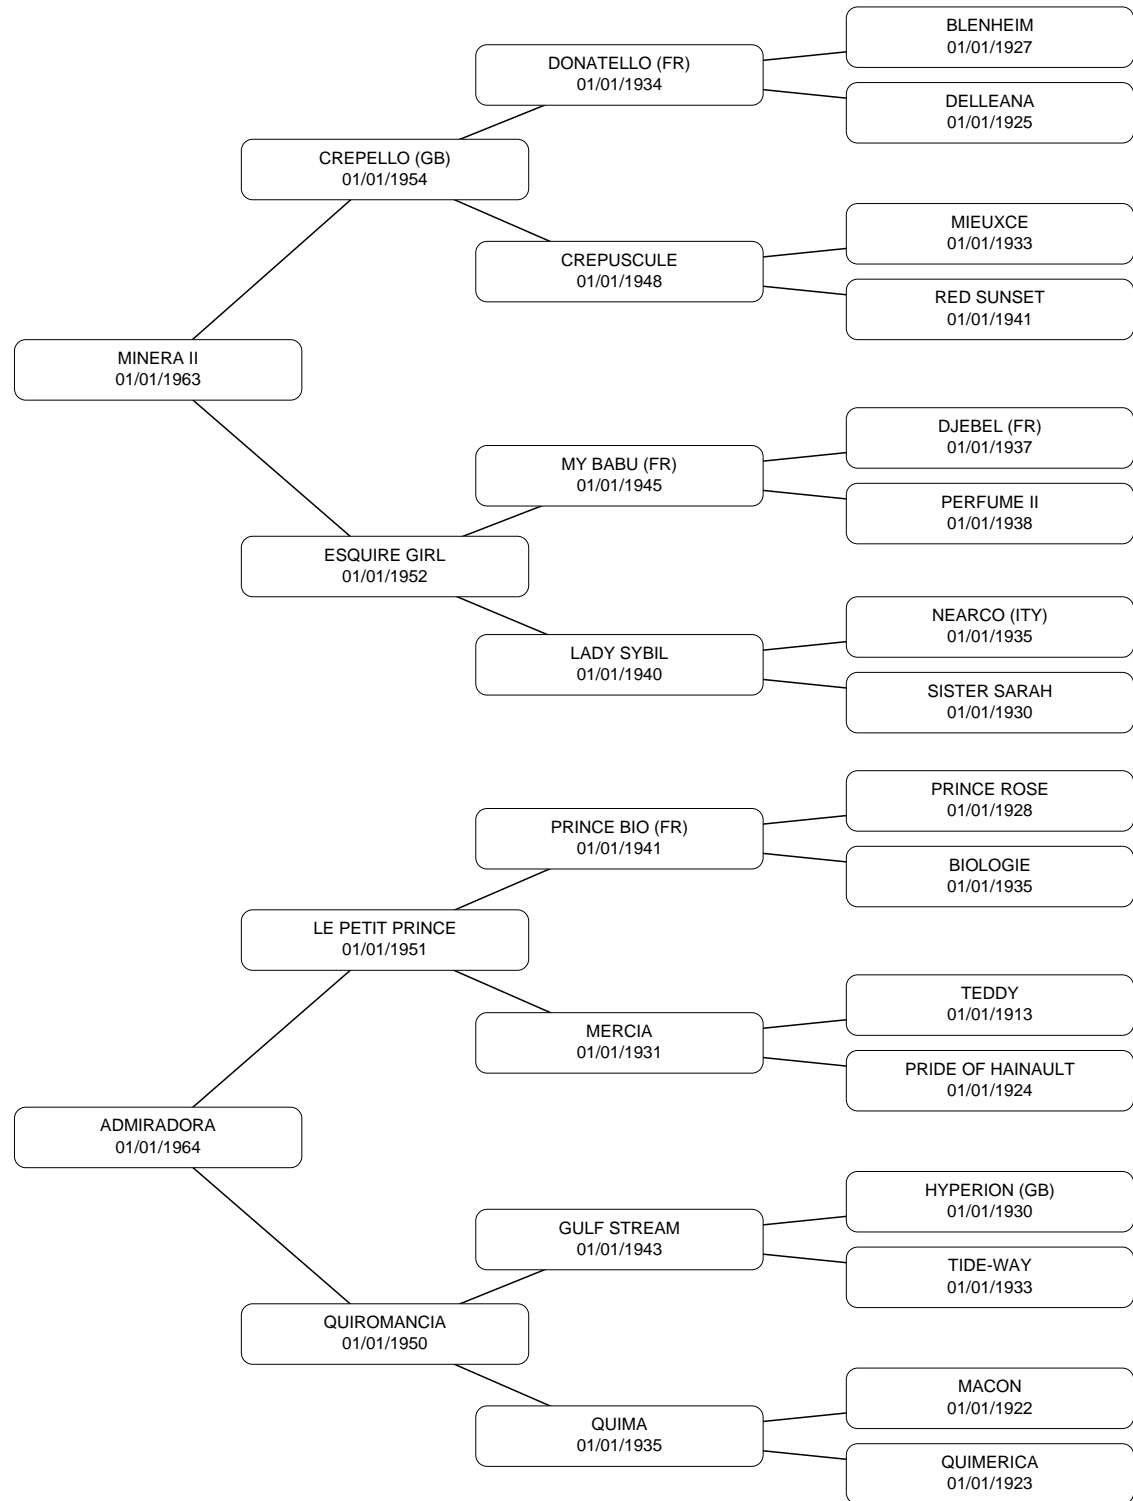 BLENHEIM
01/01/1927
DONATELLO (FR)
01/01/1934
DELLEANA
01/01/1925
CREPELLO (GB)
01/01/1954
MIEUXCE
01/01/1933
CREPUSCULE
01/01/1948
RED SUNSET
01/01/1941
MINERA II
01/01/1963
DJEBEL (FR)
01/01/1937
MY BABU (FR)
01/01/1945
PERFUME II
01/01/1938
ESQUIRE GIRL
01/01/1952
NEARCO (ITY)
01/01/1935
LADY SYBIL
01/01/1940
SISTER SARAH
01/01/1930
PRINCE ROSE
01/01/1928
PRINCE BIO (FR)
01/01/1941
BIOLOGIE
01/01/1935
LE PETIT PRINCE
01/01/1951
TEDDY
01/01/1913
MERCIA
01/01/1931
PRIDE OF HAINAULT
01/01/1924
ADMIRADORA
01/01/1964
HYPERION (GB)
01/01/1930
GULF STREAM
01/01/1943
TIDE-WAY
01/01/1933
QUIROMANCIA
01/01/1950
MACON
01/01/1922
QUIMA
01/01/1935
QUIMERICA
01/01/1923